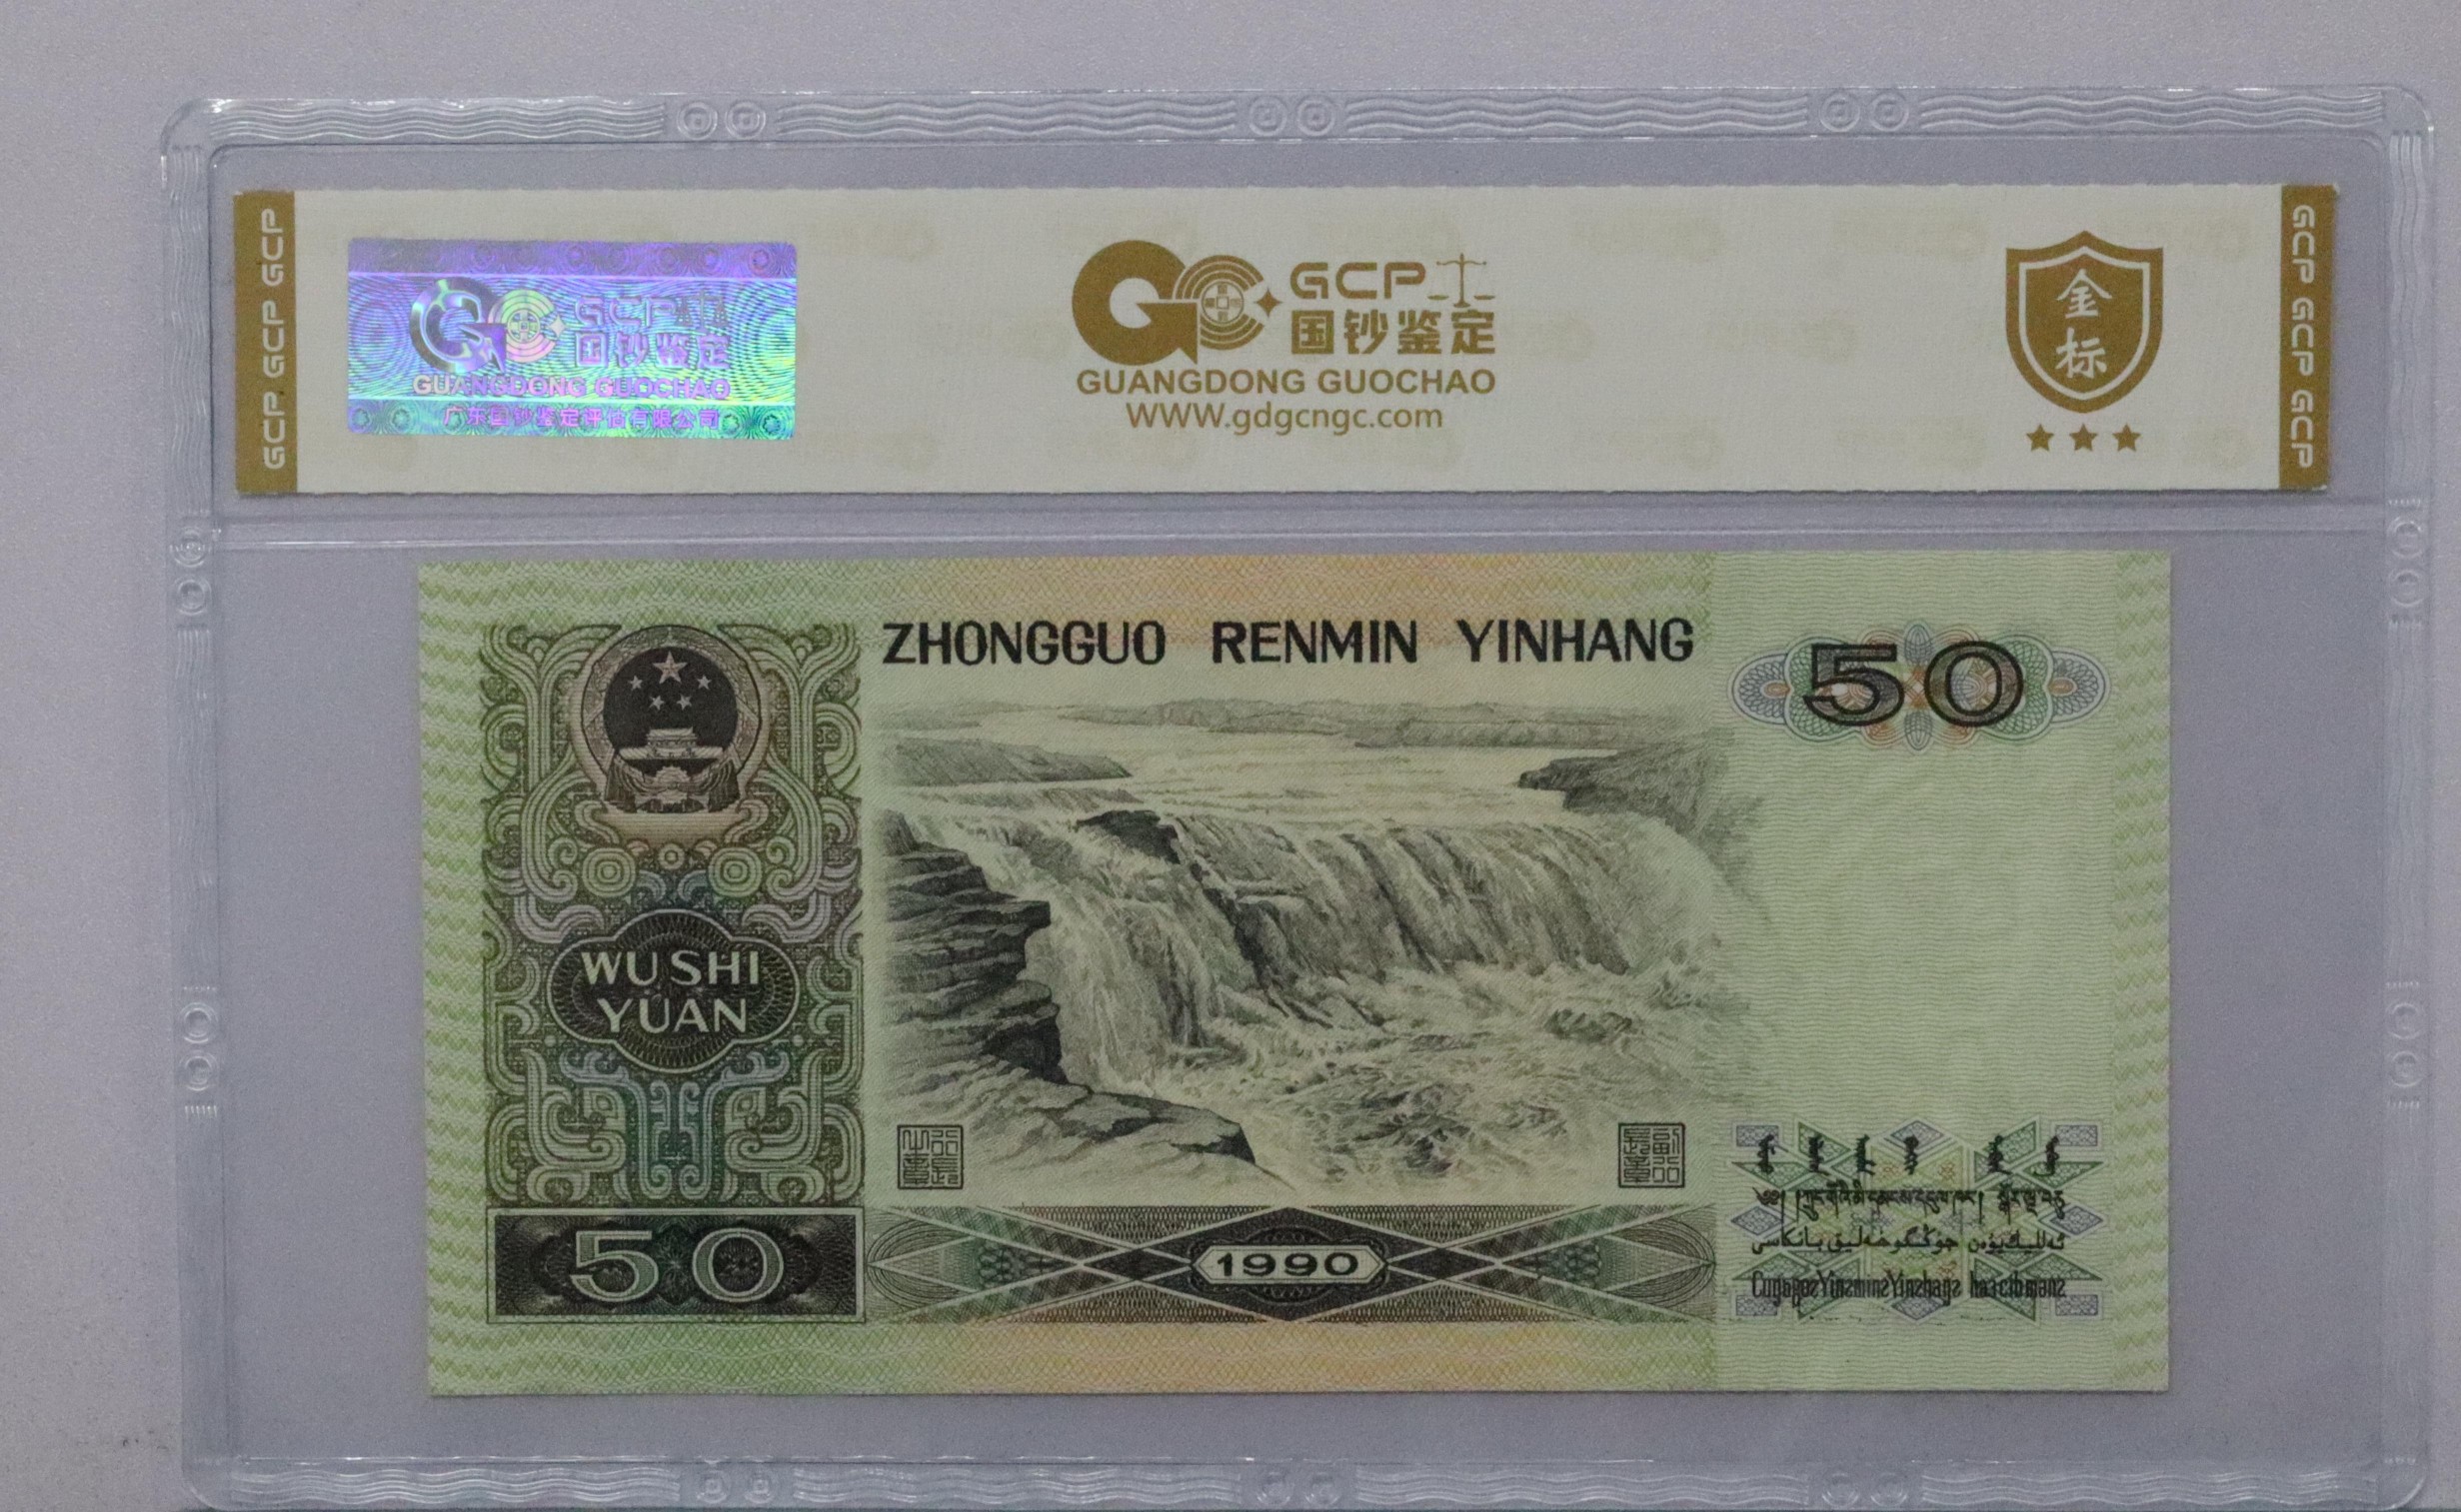 GCP GCP GCP
GCP
国钞鉴定
GUANGDONG GUOCHAO
广东国钞鉴定评估有限公司
GCP
国钞鉴定
GUANGDONG GUOCHAO
WWW.gdgcngc.com
金
标
GCP GCP GCP
ZHONGGUO RENMIN YINHANG
50
WUSHI
YUAN
50
1990